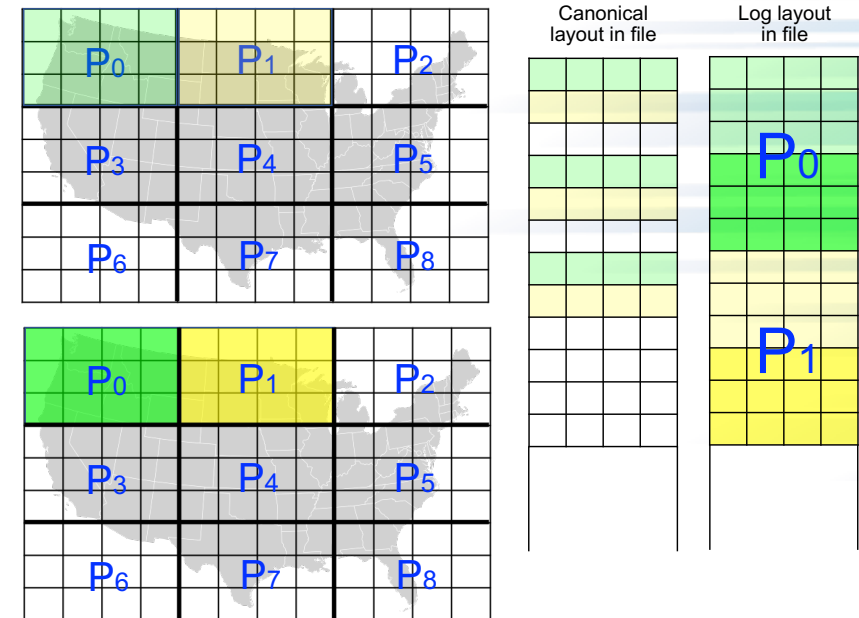 Canonical
layout in file
Log layout
in file
P0 P1 P2
P3 P4 P5
P6 P7 P8
P0 P1 P2
P3 P4 P5
P6 P7 P8
P0
P1